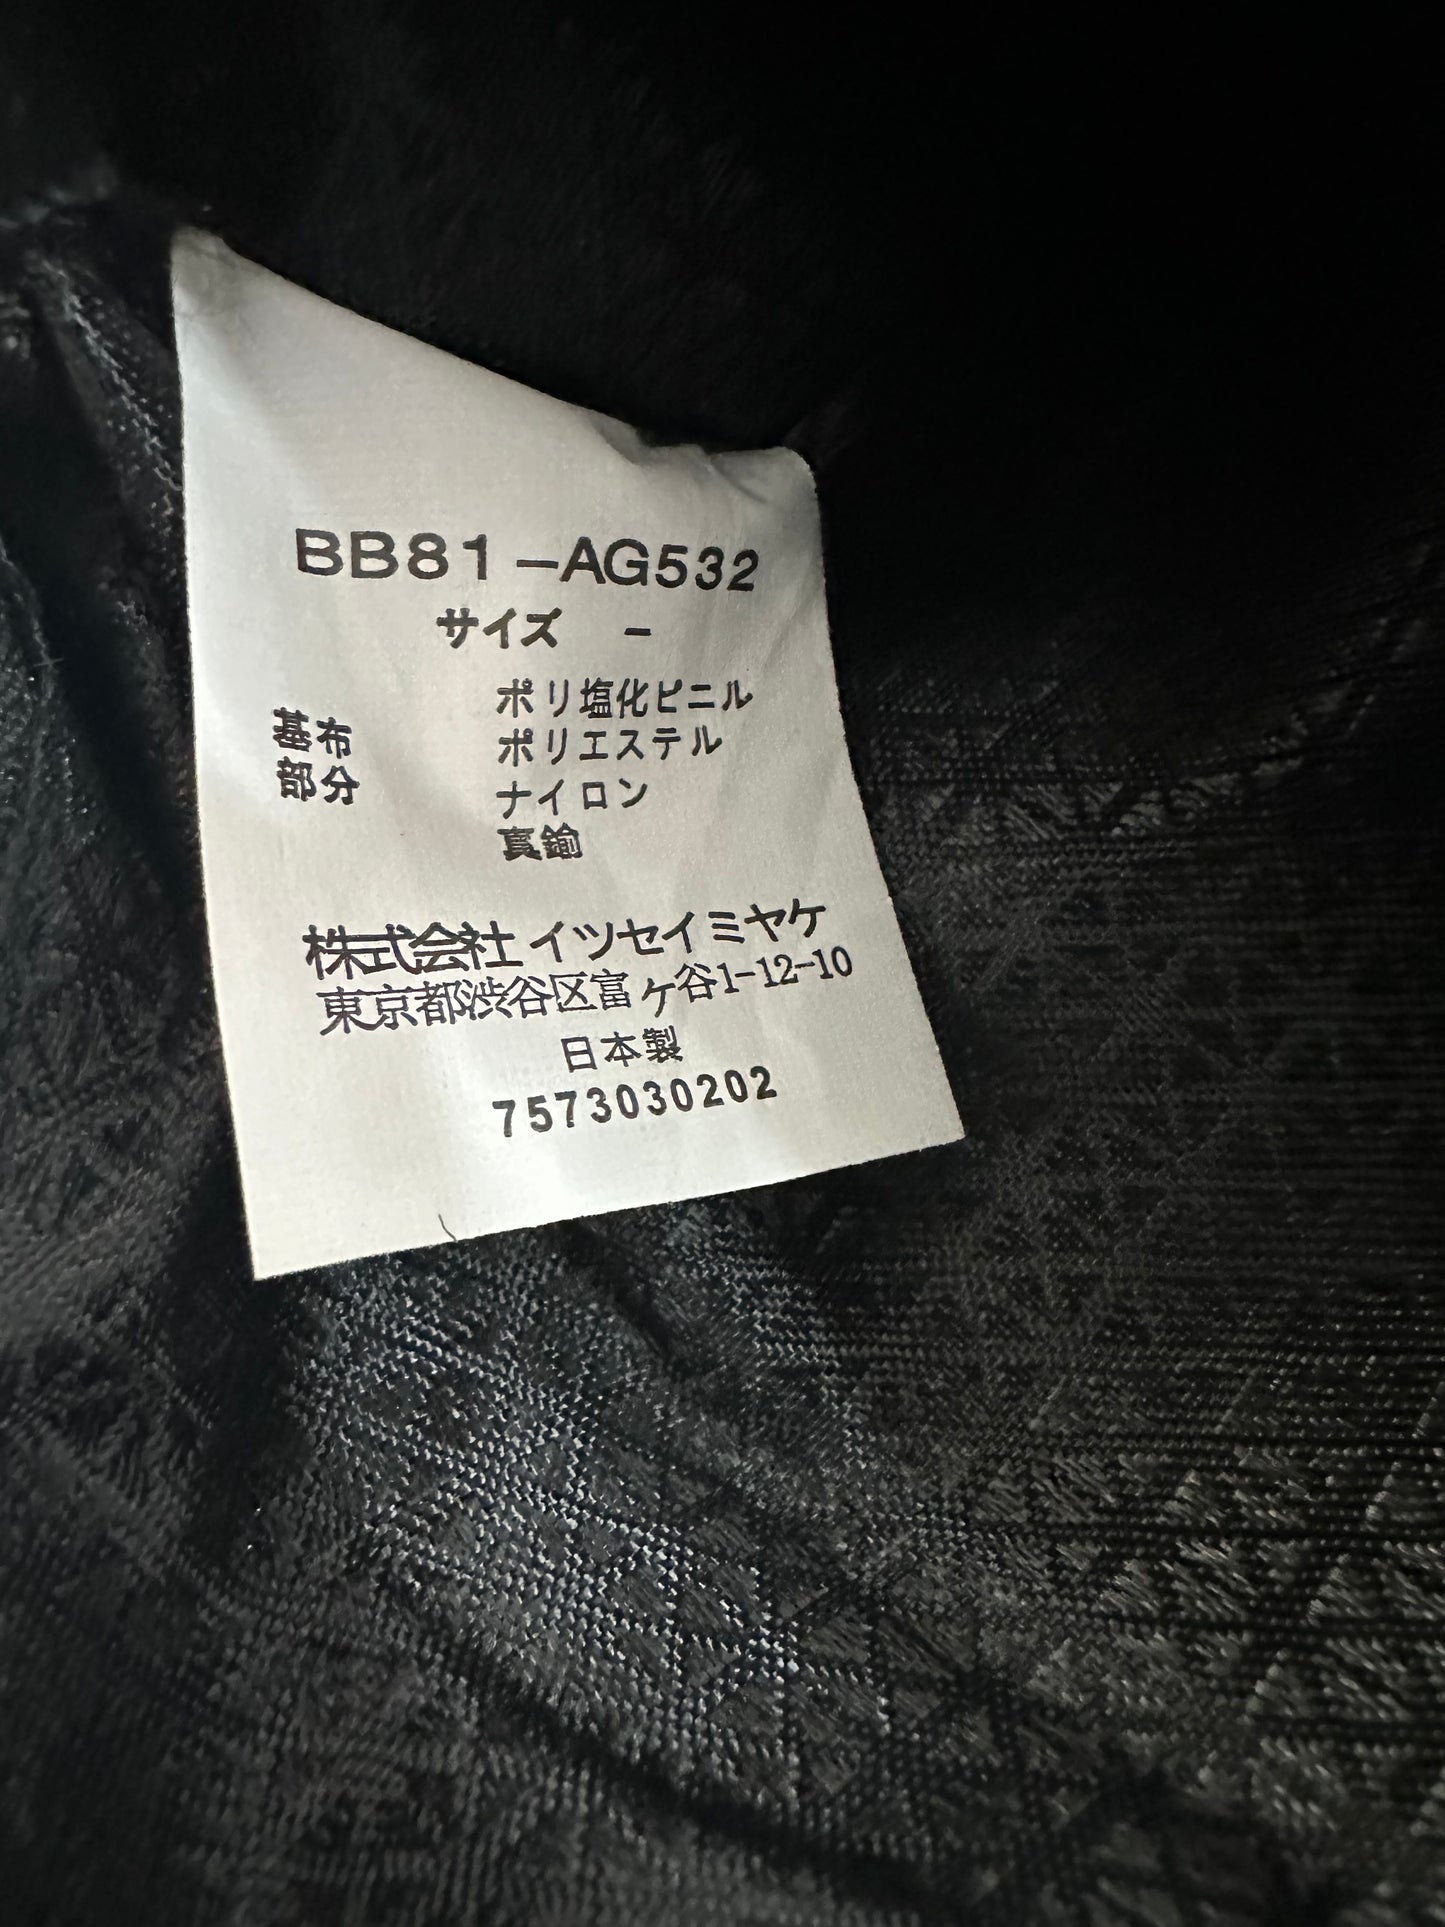 BB81-AG532
サイズ -
基布 部分
ポリ塩化ビニル
ポリエステル
ナイロン
真鍮
株式会社イッセイミヤケ
東京都渋谷区富ヶ谷1-12-10
日本製
7573030202